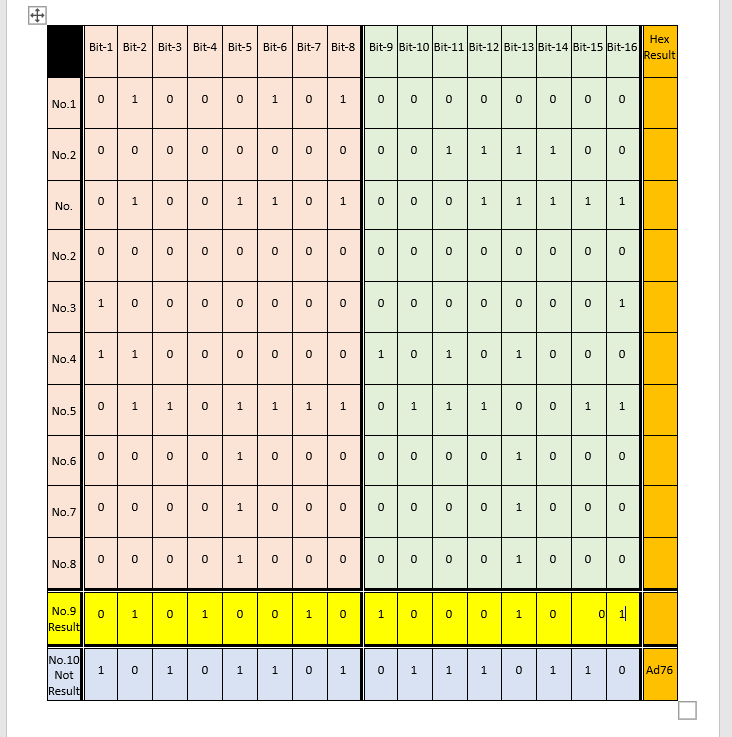 Bit-1 Bit-2 Bit-3 Bit-4 Bit-5 Bit-6 Bit-7 Bit-8 Bit-9 Bit-10 Bit-11 Bit-12 Bit-13 Bit-14 Bit-15 Bit-16 Hex Result
No.1 0 1 0 0 0 1 0 1 0 0 0 0 0 0 0 0
No.2 0 0 0 0 0 0 0 0 0 0 1 1 1 1 0 0
No. 0 1 0 0 1 1 0 1 0 0 0 1 1 1 1 1
No.2 0 0 0 0 0 0 0 0 0 0 0 0 0 0 0 0
No.3 1 0 0 0 0 0 0 0 0 0 0 0 0 0 0 1
No.4 1 1 0 0 0 0 0 0 1 0 1 0 1 0 0 0
No.5 0 1 1 0 1 1 1 1 0 1 1 1 0 0 1 1
No.6 0 0 0 0 1 0 0 0 0 0 0 0 1 0 0 0
No.7 0 0 0 0 1 0 0 0 0 0 0 0 1 0 0 0
No.8 0 0 0 0 1 0 0 0 0 0 0 0 1 0 0 0
No.9 Result 0 1 0 1 0 0 1 0 1 0 0 0 1 0 0 1
No.10 Not Result 1 0 1 0 1 1 0 1 0 1 1 1 0 1 1 0 Ad76